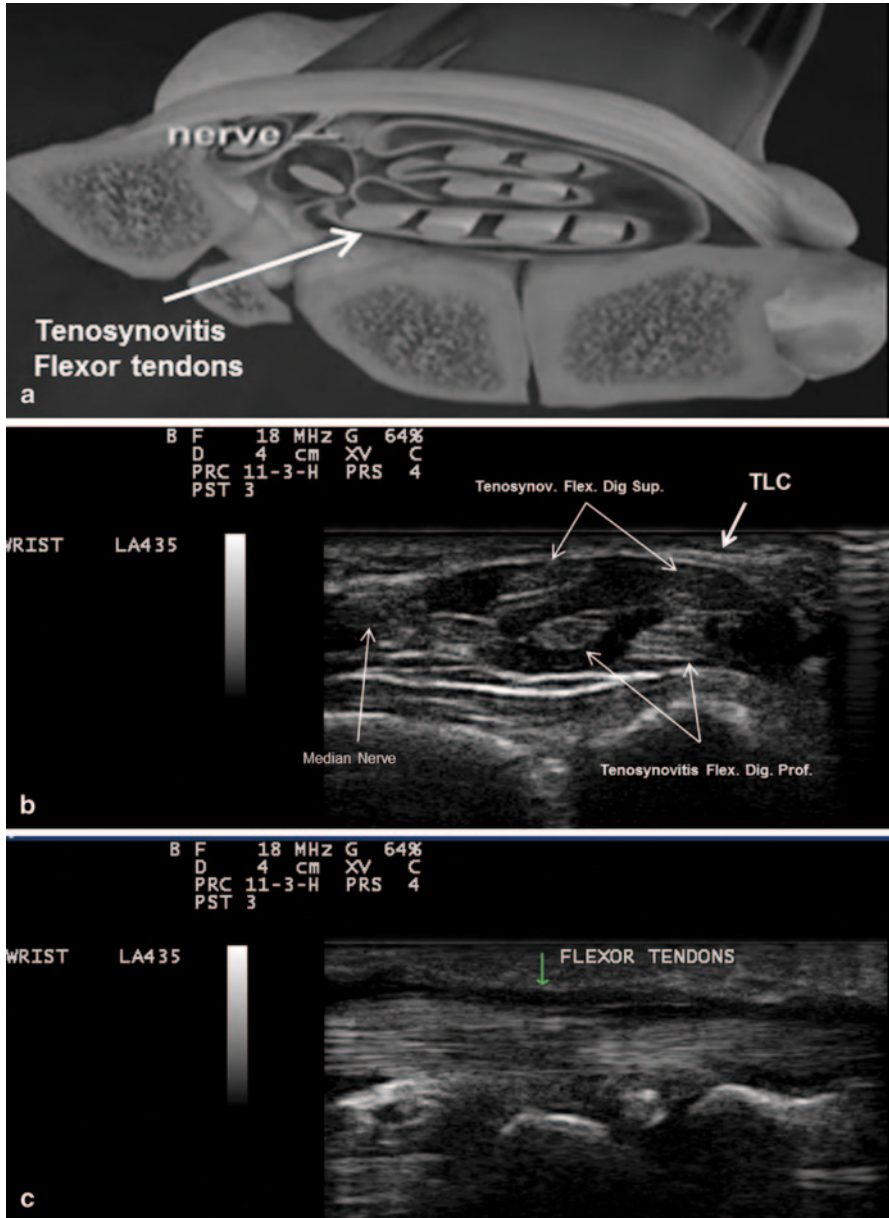 nerve
Tenosynovitis
Flexor tendons
a
B F 18 MHz G 64%
D 4 cm XV C
PRC 11-3-H PRS 4
PST 3
Tenosynov. Flex. Dig Sup.
TLC
WRIST LA435
Median Nerve
Tenosynovitis Flex. Dig. Prof.
b
B F 18 MHz G 64%
D 4 cm XV C
PRC 11-3-H PRS 4
PST 3
WRIST LA435
FLEXOR TENDONS
c